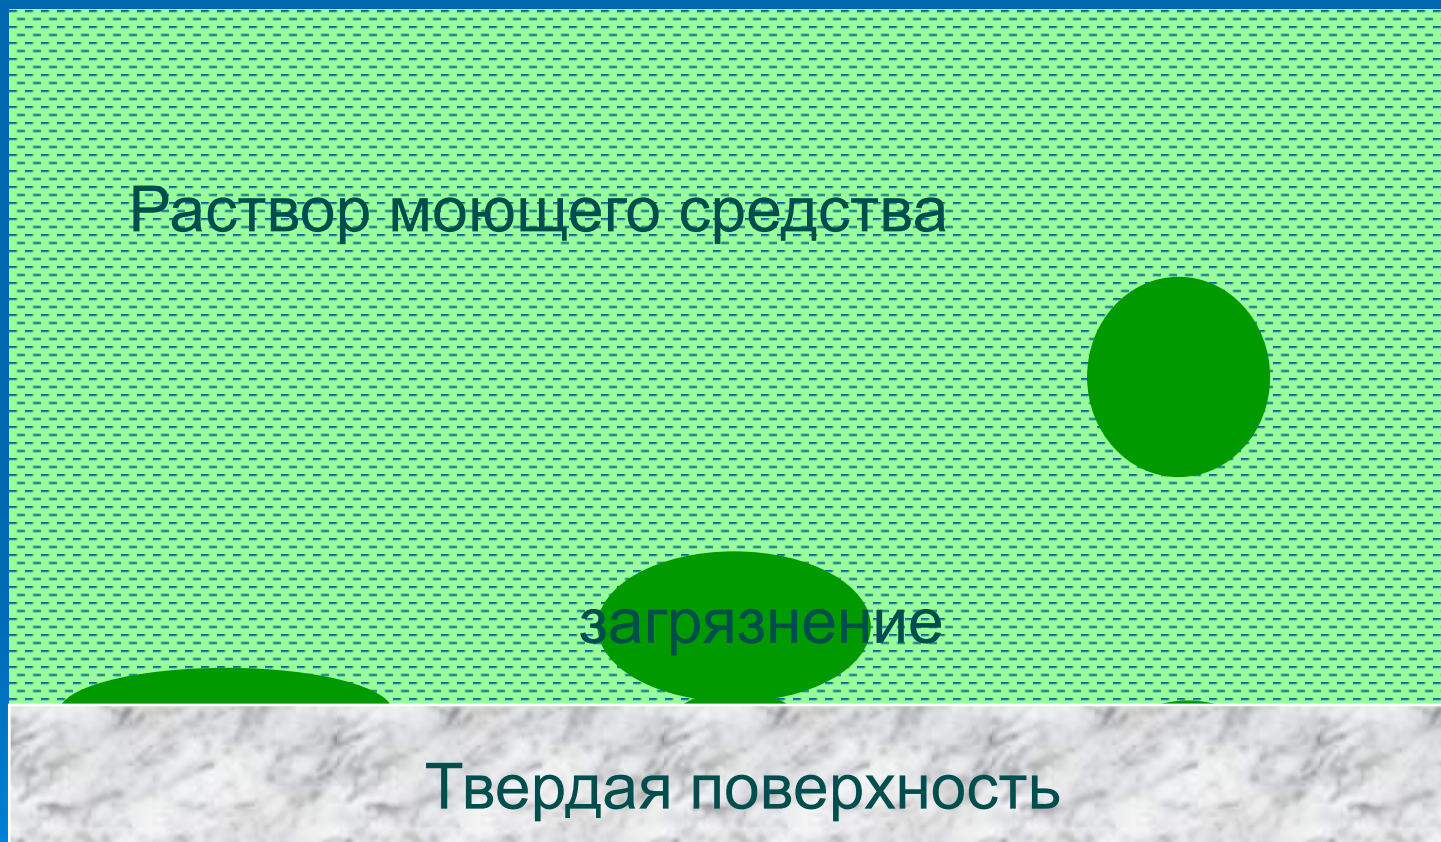 Раствор моющего средства
загрязнение
Твердая поверхность